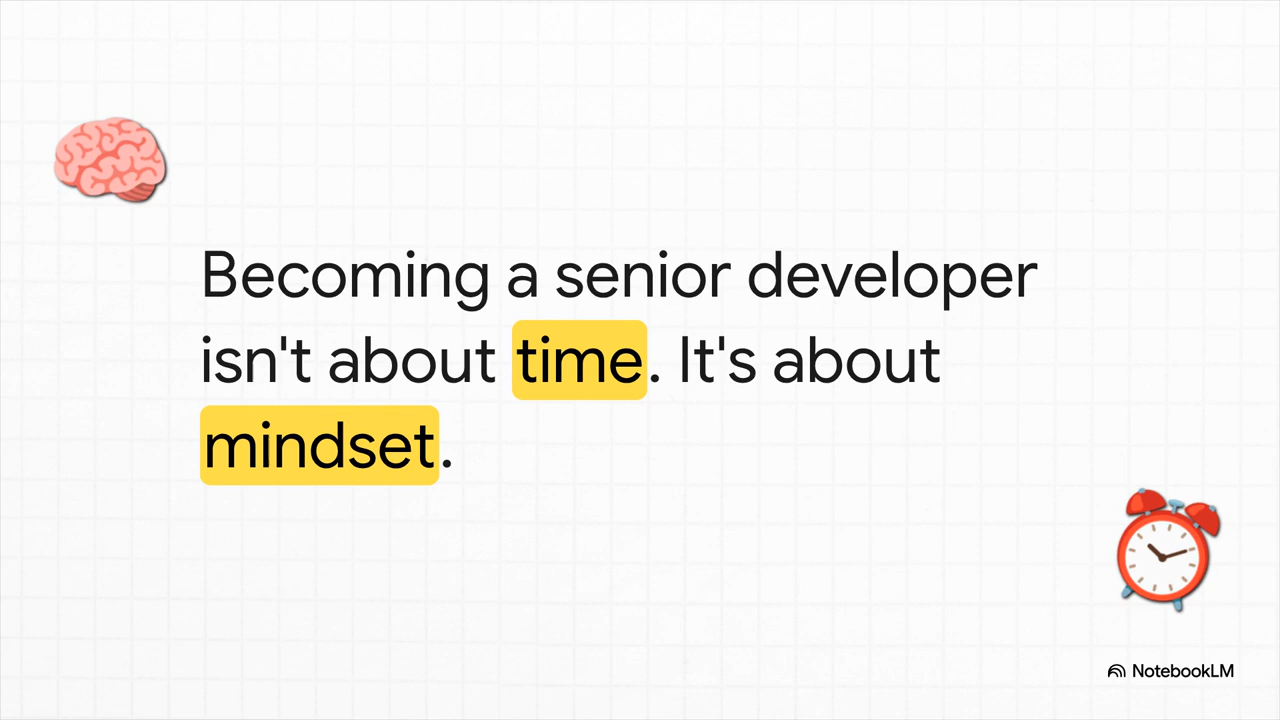 Becoming a senior developer
isn't about time. It's about
mindset.
NotebookLM